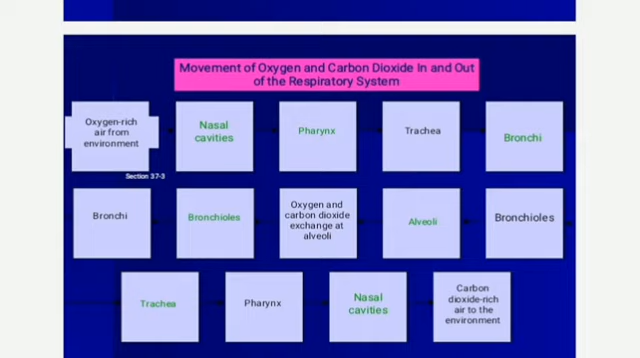 Movement of Oxygen and Carbon Dioxide In and Out
of the Respiratory System
Oxygen-rich
air from
environment
Nasal
cavities
Pharynx
Trachea
Bronchi
Section 37-3
Bronchi
Bronchioles
Oxygen and
carbon dioxide
exchange at
alveoli
Alveoli
Bronchioles
Trachea
Pharynx
Nasal
cavities
Carbon
dioxide-rich
air to the
environment